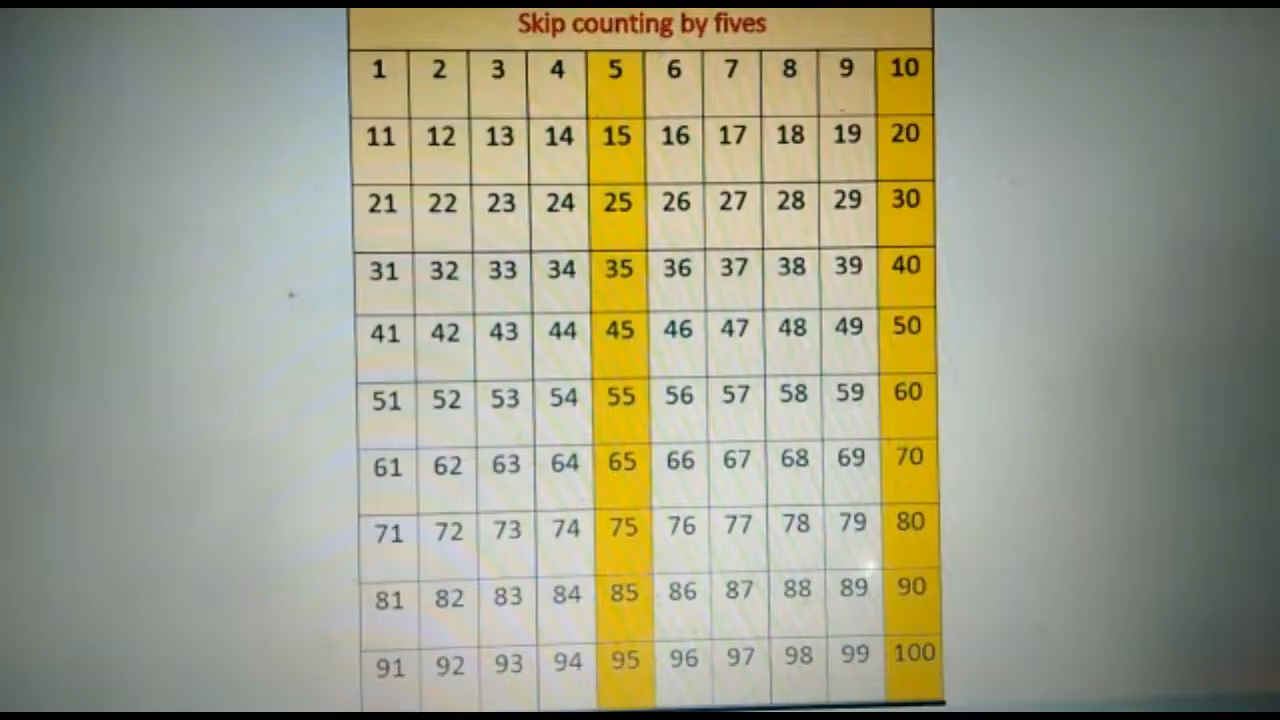 Skip counting by fives
1 2 3 4 5 6 7 8 9 10
11 12 13 14 15 16 17 18 19 20
21 22 23 24 25 26 27 28 29 30
31 32 33 34 35 36 37 38 39 40
41 42 43 44 45 46 47 48 49 50
51 52 53 54 55 56 57 58 59 60
61 62 63 64 65 66 67 68 69 70
71 72 73 74 75 76 77 78 79 80
81 82 83 84 85 86 87 88 89 90
91 92 93 94 95 96 97 98 99 100